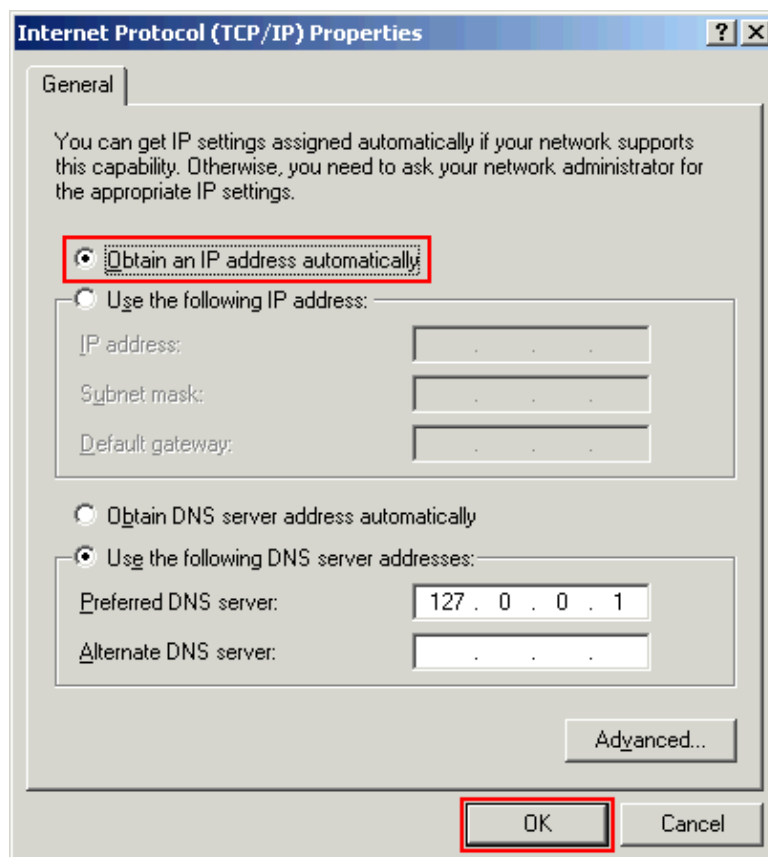 Internet Protocol (TCP/IP) Properties
General
You can get IP settings assigned automatically if your network supports
this capability. Otherwise, you need to ask your network administrator for
the appropriate IP settings.
Obtain an IP address automatically
Use the following IP address:
IP address: . . .
Subnet mask: . . .
Default gateway: . . .
Obtain DNS server address automatically
Use the following DNS server addresses:
Preferred DNS server: 127 . 0 . 0 . 1
Alternate DNS server: . . .
Advanced...
OK Cancel